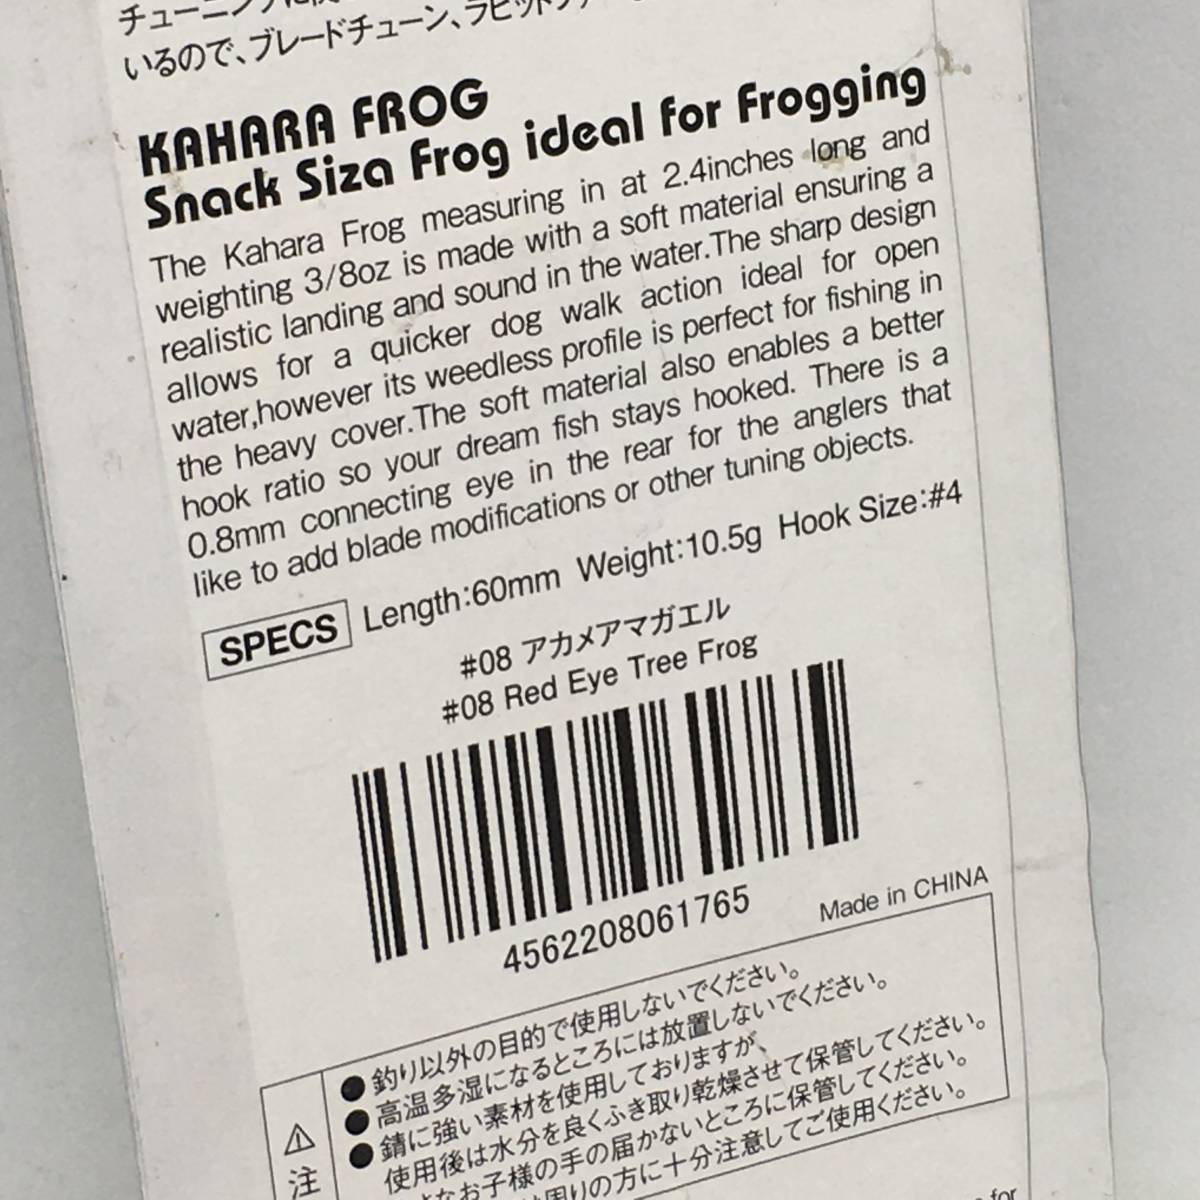 チューニング
いるので、ブレードチューン、ラビット
KAHARA FROG
Snack Siza Frog ideal for Frogging
The Kahara Frog measuring in at 2.4inches long and
weighting 3/8oz is made with a soft material ensuring a
realistic landing and sound in the water.The sharp design
allows for a quicker dog walk action ideal for open
water,however its weedless profile is perfect for fishing in
the heavy cover.The soft material also enables a better
hook ratio so your dream fish stays hooked. There is a
0.8mm connecting eye in the rear for the anglers that
like to add blade modifications or other tuning objects.
SPECS Length:60mm Weight:10.5g Hook Size:#4
#08 アカメアマガエル
#08 Red Eye Tree Frog
4562208061765
Made in CHINA
⚠注
●釣り以外の目的で使用しないでください。
●高温多湿になるところには放置しないでください。
●錆に強い素材を使用しておりますが、
使用後は水分を良くふき取り乾燥させて保管してください。
お子様の手の届かないところに保管してください。
周りの方に十分注意してご使用ください。
for